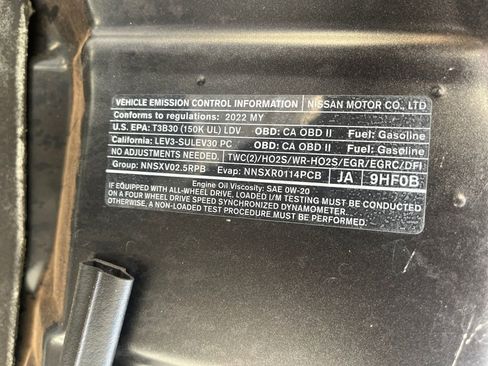 VEHICLE EMISSION CONTROL INFORMATION NISSAN MOTOR CO., LTD
Conforms to regulations: 2022 MY
U.S. EPA: T3B30 (150K UL) LDV OBD: CA OBD II Fuel: Gasoline
California: LEV3-SULEV30 PC OBD: CA OBD II Fuel: Gasoline
NO ADJUSTMENTS NEEDED. TWC(2)/HO2S/WR-HO2S/EGR/EGRC/DFI
Group: NNSXV02.5RPB Evap: NNSXR0114PCB JA 9HF0B
Engine Oil Viscosity: SAE 0W-20
IF EQUIPPED WITH ALL-WHEEL DRIVE, LOADED I/M TESTING MUST BE CONDUCTED
ON A FOUR WHEEL DRIVE SPEED SYNCHRONIZED DYNAMOMETER.
OTHERWISE, A NON-LOADED TEST PROCEDURE MUST BE PERFORMED.